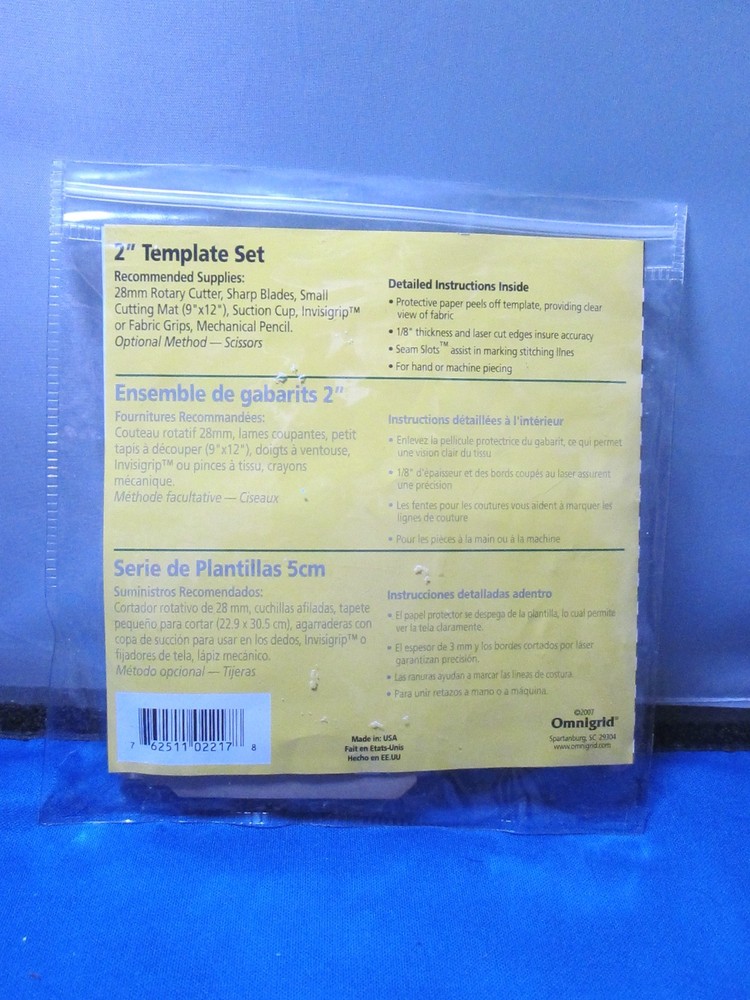 2" Template Set
Recommended Supplies:
28mm Rotary Cutter, Sharp Blades, Small
Cutting Mat (9"x12"), Suction Cup, Invisigrip™
or Fabric Grips, Mechanical Pencil.
Optional Method — Scissors
Detailed Instructions Inside
• Protective paper peels off template, providing clear
view of fabric
• 1/8" thickness and laser cut edges insure accuracy
• Seam Slots™ assist in marking stitching lines
• For hand or machine piecing
Ensemble de gabarits 2"
Fournitures Recommandées:
Couteau rotatif 28mm, lames coupantes, petit
tapis à découper (9"x12"), doigts à ventouse,
Invisigrip™ ou pinces à tissu, crayons
mécanique.
Méthode facultative — Ciseaux
Instructions détaillées à l'intérieur
• Enlevez la pellicule protectrice du gabarit, ce qui permet
une vision clair du tissu
• 1/8" d'épaisseur et des bords coupés au laser assurent
une précision
• Les fentes pour les coutures vous aident à marquer les
lignes de couture
• Pour les pièces à la main ou à la machine
Serie de Plantillas 5cm
Suministros Recomendados:
Cortador rotativo de 28 mm, cuchillas afiladas, tapete
pequeño para cortar (22.9 x 30.5 cm), agarraderas con
copa de succión para usar en los dedos, Invisigrip™ o
fijadores de tela, lápiz mecánico.
Método opcional — Tijeras
Instrucciones detalladas adentro
• El papel protector se despega de la plantilla, lo cual permite
ver la tela claramente.
• El espesor de 3 mm y los bordes cortados por láser
garantizan precisión.
• Las ranuras ayudan a marcar las líneas de costura.
• Para unir retazos a mano o a máquina.
7 62511 02217 8
Made in: USA
Fait en Etats-Unis
Hecho en EE.UU
©2007
Omnigrid®
Spartanburg, SC 29304
www.omnigrid.com